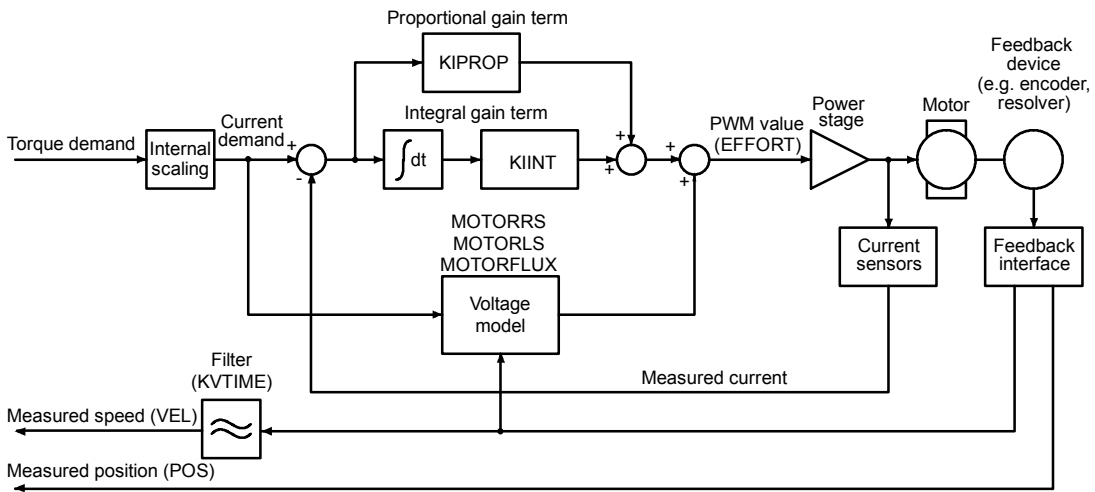 Proportional gain term
KIPROP
Feedback
device
(e.g. encoder,
resolver)
Integral gain term
Power
stage
Motor
Torque demand
Internal
scaling
Current
demand
+
-
∫dt
KIINT
+
+
+
+
PWM value
(EFFORT)
MOTORRS
MOTORLS
MOTORFLUX
Voltage
model
Current
sensors
Feedback
interface
Filter
(KVTIME)
Measured current
Measured speed (VEL)
Measured position (POS)